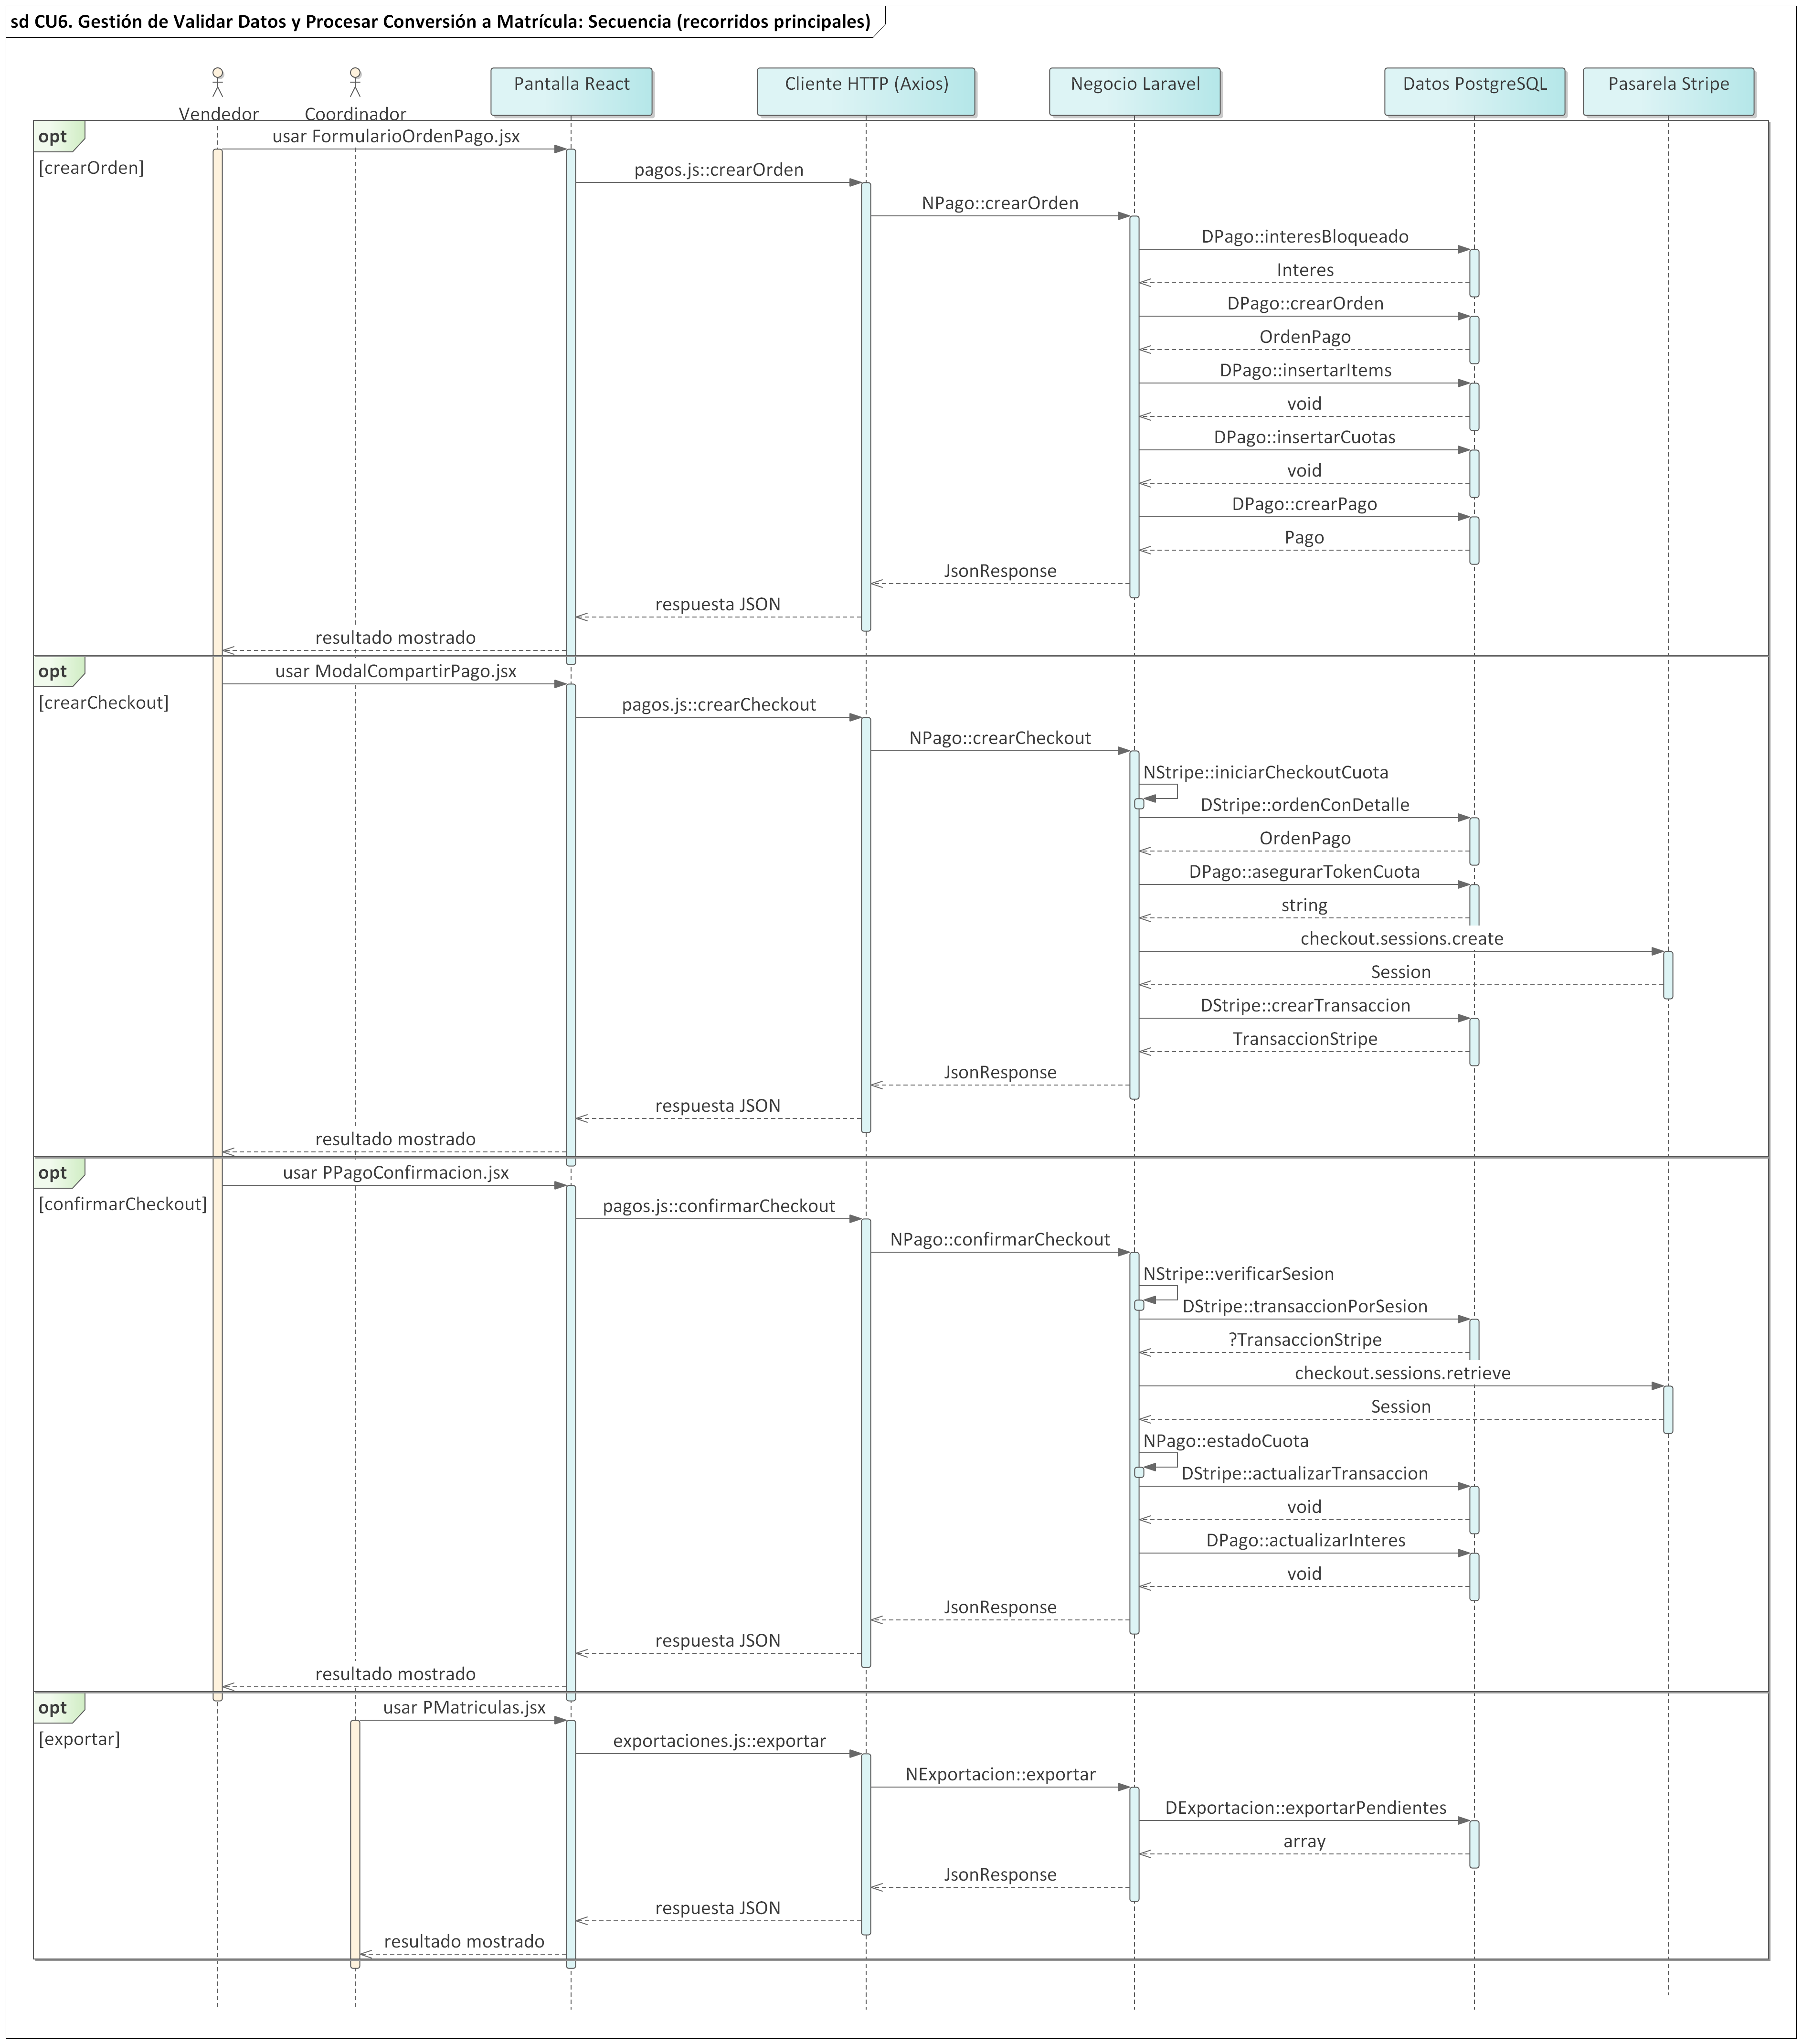 sd CU6. Gestión de Validar Datos y Procesar Conversión a Matrícula: Secuencia (recorridos principales)
Vendedor
Coordinador
Pantalla React
Cliente HTTP (Axios)
Negocio Laravel
Datos PostgreSQL
Pasarela Stripe
opt
[crearOrden]
usar FormularioOrdenPago.jsx
pagos.js::crearOrden
NPago::crearOrden
DPago::interesBloqueado
Interes
DPago::crearOrden
OrdenPago
DPago::insertarItems
void
DPago::insertarCuotas
void
DPago::crearPago
Pago
JsonResponse
respuesta JSON
resultado mostrado
opt
[crearCheckout]
usar ModalCompartirPago.jsx
pagos.js::crearCheckout
NPago::crearCheckout
NStripe::iniciarCheckoutCuota
DStripe::ordenConDetalle
OrdenPago
DPago::asegurarTokenCuota
string
checkout.sessions.create
Session
DStripe::crearTransaccion
TransaccionStripe
JsonResponse
respuesta JSON
resultado mostrado
opt
[confirmarCheckout]
usar PPagoConfirmacion.jsx
pagos.js::confirmarCheckout
NPago::confirmarCheckout
NStripe::verificarSesion
DStripe::transaccionPorSesion
?TransaccionStripe
checkout.sessions.retrieve
Session
NPago::estadoCuota
DStripe::actualizarTransaccion
void
DPago::actualizarInteres
void
JsonResponse
respuesta JSON
resultado mostrado
opt
[exportar]
usar PMatriculas.jsx
exportaciones.js::exportar
NExportacion::exportar
DExportacion::exportarPendientes
array
JsonResponse
respuesta JSON
resultado mostrado